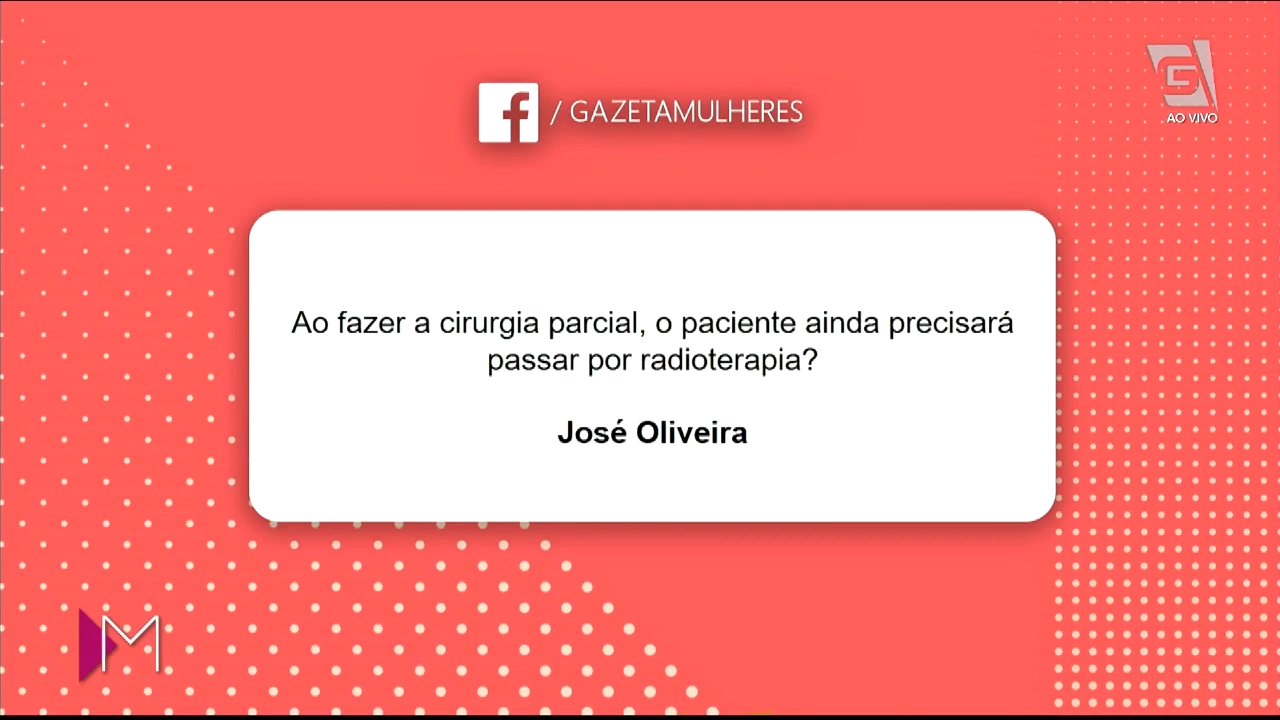 / GAZETAMULHERES
AO VIVO
Ao fazer a cirurgia parcial, o paciente ainda precisará
passar por radioterapia?
José Oliveira
M